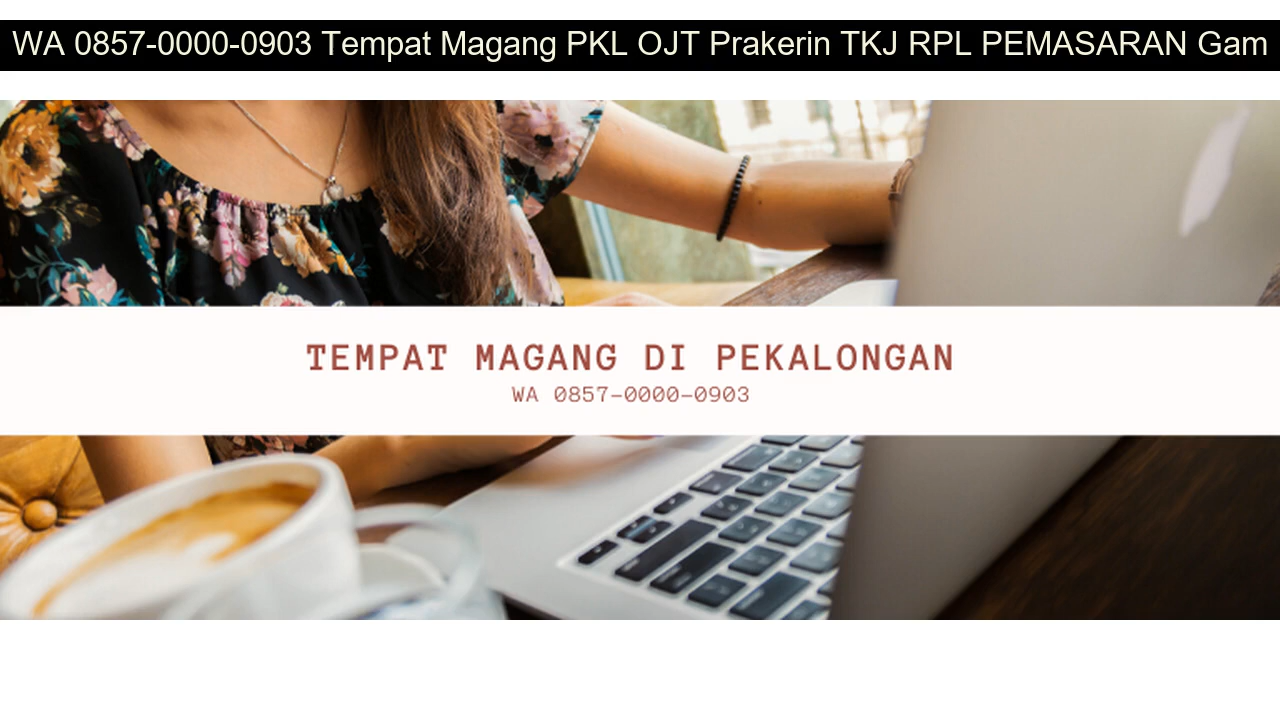 WA 0857-0000-0903 Tempat Magang PKL OJT Prakerin TKJ RPL PEMASARAN Gam
TEMPAT MAGANG DI PEKALONGAN
WA 0857-0000-0903